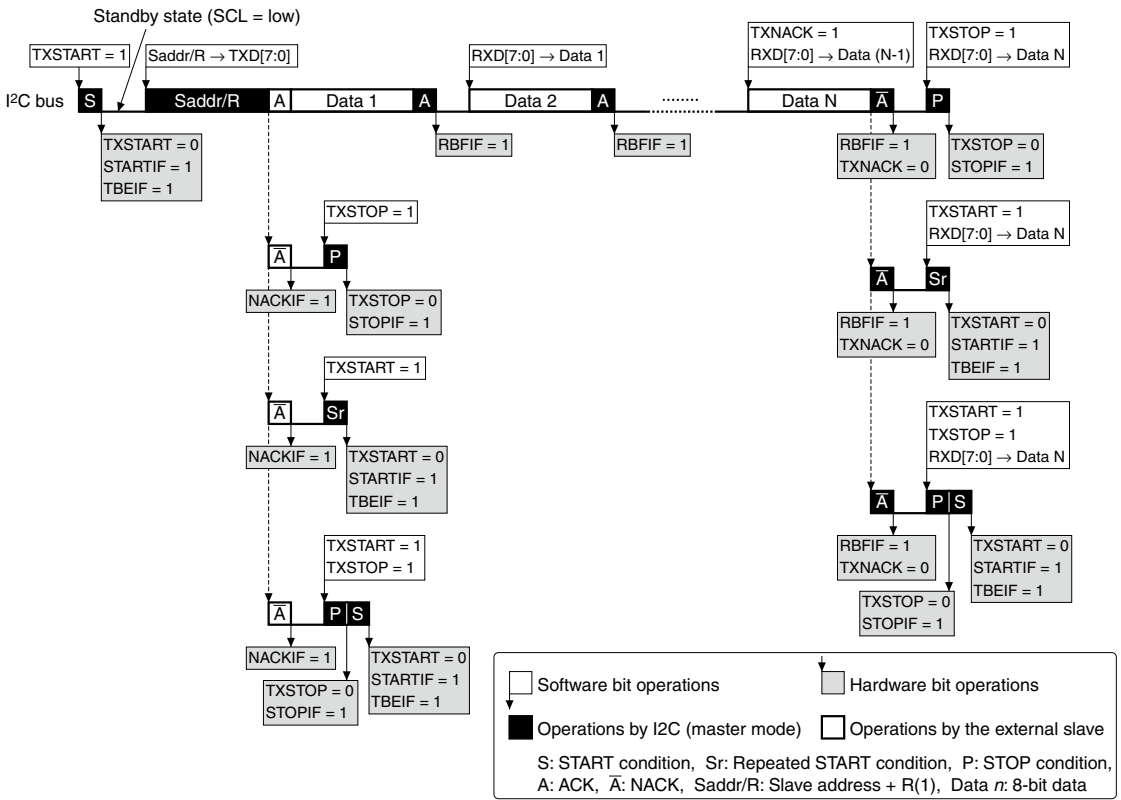 Standby state (SCL = low)
TXSTART = 1
Saddr/R → TXD[7:0]
RXD[7:0] → Data 1
TXNACK = 1
RXD[7:0] → Data (N-1)
TXSTOP = 1
RXD[7:0] → Data N
I²C bus
S
Saddr/R
A
Data 1
A
Data 2
A
........
Data N
A̅
P
TXSTART = 0
STARTIF = 1
TBEIF = 1
RBFIF = 1
RBFIF = 1
RBFIF = 1
TXNACK = 0
TXSTOP = 0
STOPIF = 1
TXSTOP = 1
A̅
P
NACKIF = 1
TXSTOP = 0
STOPIF = 1
TXSTART = 1
RXD[7:0] → Data N
A̅
Sr
RBFIF = 1
TXNACK = 0
TXSTART = 0
STARTIF = 1
TBEIF = 1
TXSTART = 1
A̅
Sr
NACKIF = 1
TXSTART = 0
STARTIF = 1
TBEIF = 1
TXSTART = 1
TXSTOP = 1
RXD[7:0] → Data N
A̅
P
S
RBFIF = 1
TXNACK = 0
TXSTOP = 0
STOPIF = 1
TXSTART = 0
STARTIF = 1
TBEIF = 1
TXSTART = 1
TXSTOP = 1
A̅
P
S
NACKIF = 1
TXSTOP = 0
STOPIF = 1
TXSTART = 0
STARTIF = 1
TBEIF = 1
Software bit operations
Hardware bit operations
Operations by I2C (master mode)
Operations by the external slave
S: START condition, Sr: Repeated START condition, P: STOP condition,
A: ACK, A̅: NACK, Saddr/R: Slave address + R(1), Data n: 8-bit data